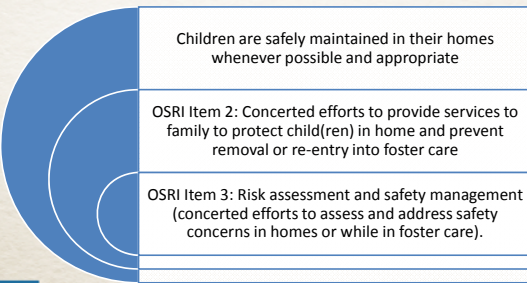 Children are safely maintained in their homes
whenever possible and appropriate
OSRI Item 2: Concerted efforts to provide services to
family to protect child(ren) in home and prevent
removal or re-entry into foster care
OSRI Item 3: Risk assessment and safety management
(concerted efforts to assess and address safety
concerns in homes or while in foster care).